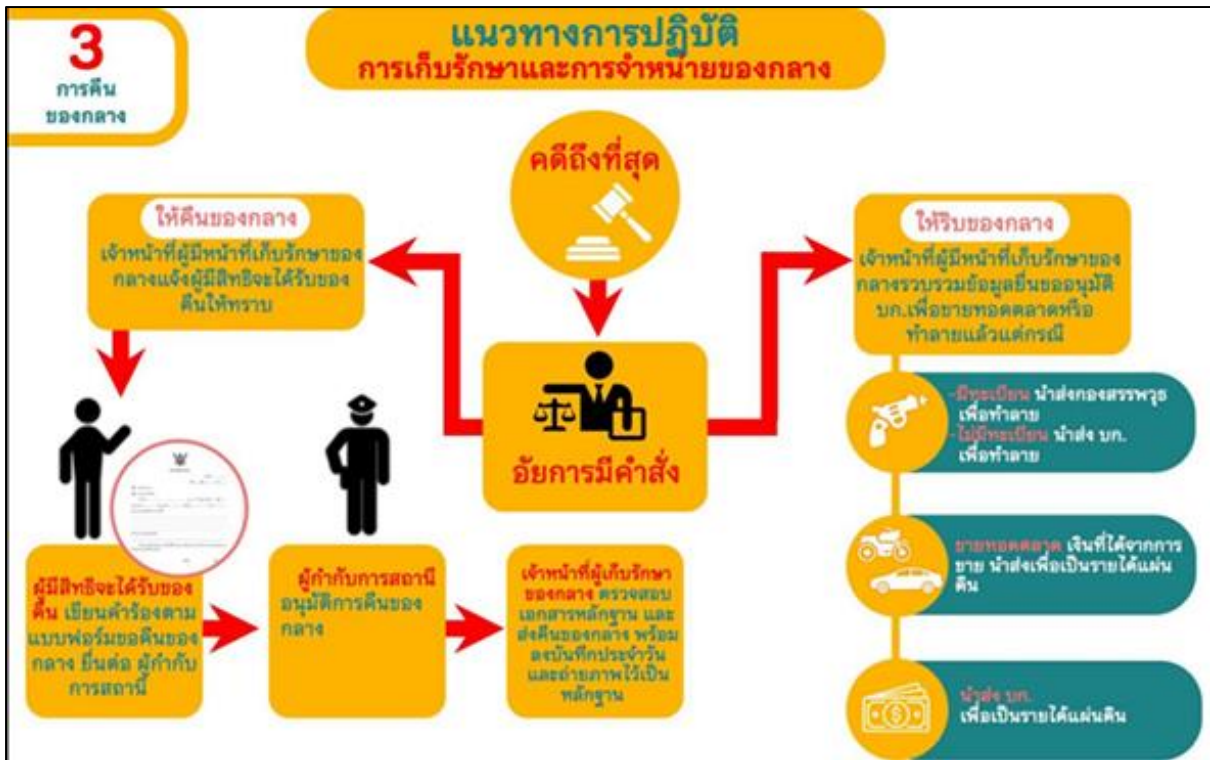 3
การคืน
ของกลาง
แนวทางการปฏิบัติ
การเก็บรักษาและการจำหน่ายของกลาง
คดีถึงที่สุด
ให้คืนของกลาง
เจ้าหน้าที่ผู้มีหน้าที่เก็บรักษาของ
กลางแจ้งผู้มีสิทธิจะได้รับของ
คืนให้ทราบ
อัยการมีคำสั่ง
ให้ริบของกลาง
เจ้าหน้าที่ผู้มีหน้าที่เก็บรักษาของ
กลางรวบรวมข้อมูลยื่นขออนุมัติ
บก.เพื่อขายทอดตลาดหรือ
ทำลายแล้วแต่กรณี
ผู้มีสิทธิจะได้รับของ
คืน เขียนคำร้องตาม
แบบฟอร์มขอคืนของ
กลาง ยื่นต่อ ผู้กำกับ
การสถานี
ผู้กำกับการสถานี
อนุมัติการคืนของ
กลาง
เจ้าหน้าที่ผู้เก็บรักษา
ของกลาง ตรวจสอบ
เอกสารหลักฐาน และ
ส่งคืนของกลาง พร้อม
ลงบันทึกประจำวัน
และถ่ายภาพไว้เป็น
หลักฐาน
-มีทะเบียน นำส่งกองสรรพวุธ
เพื่อทำลาย
-ไม่มีทะเบียน นำส่ง บก.
เพื่อทำลาย
ขายทอดตลาด เงินที่ได้จากการ
ขาย นำส่งเพื่อเป็นรายได้แผ่น
ดิน
นำส่ง บก.
เพื่อเป็นรายได้แผ่นดิน